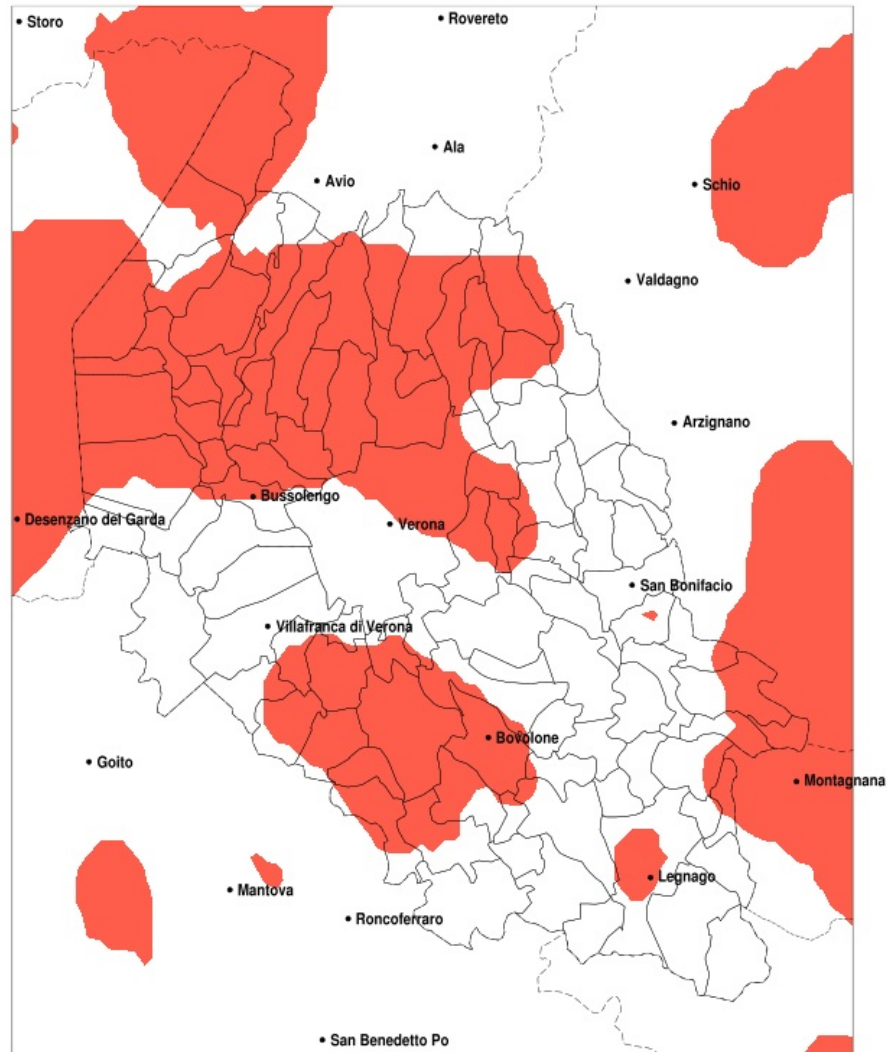 Storo
Rovereto
Ala
Avio
Schio
Valdagno
Arzignano
Bussolengo
Desenzano del Garda
Verona
San Bonifacio
Villafranca di Verona
Bovolone
Goito
Montagnana
Legnago
Mantova
Roncoferraro
San Benedetto Po